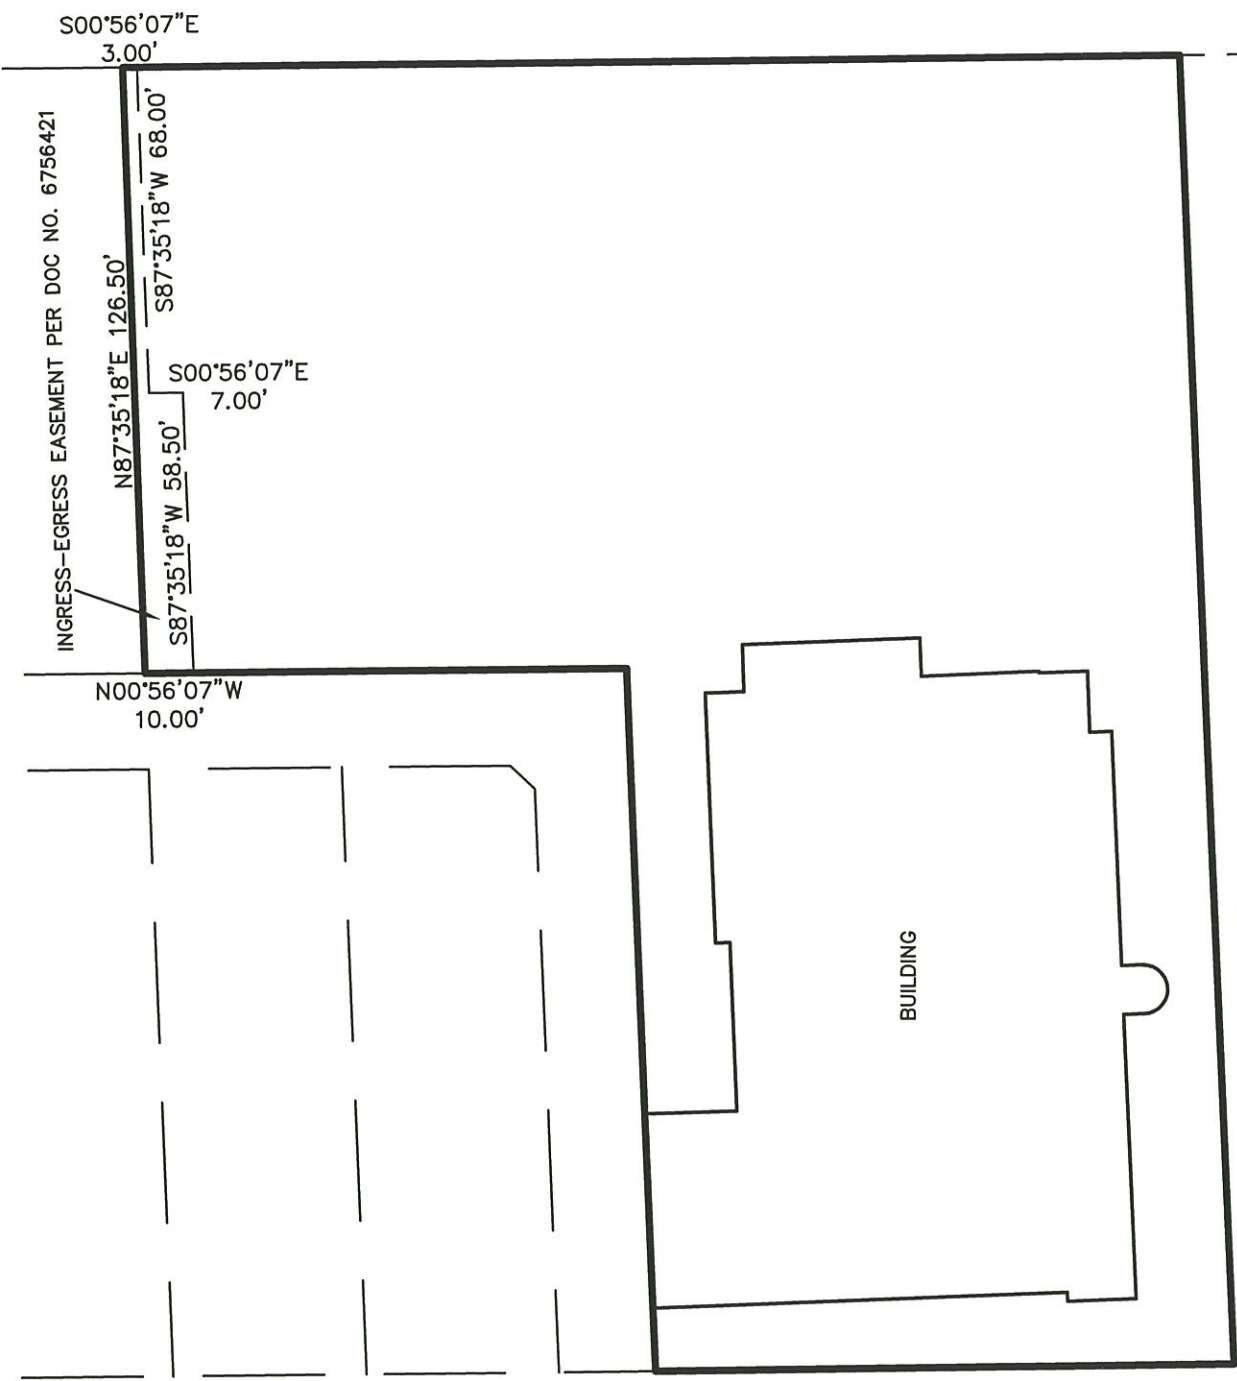 S00°56'07"E
3.00'
INGRESS-EGRESS EASEMENT PER DOC NO. 6756421
N87°35'18"E 126.50'
S87°35'18"W 68.00'
S00°56'07"E
7.00'
S87°35'18"W 58.50'
N00°56'07"W
10.00'
BUILDING